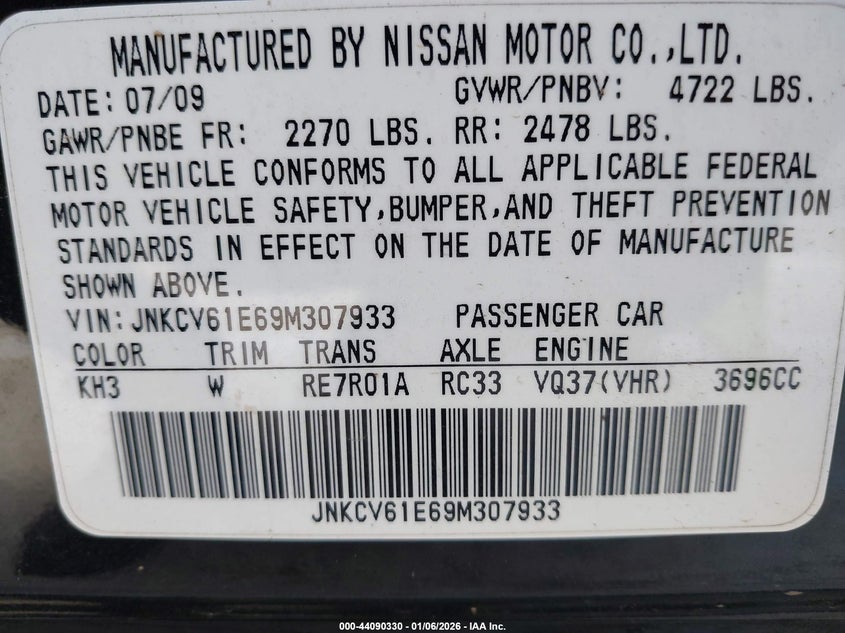 MANUFACTURED BY NISSAN MOTOR CO.,LTD.
DATE: 07/09 GVWR/PNBV: 4722 LBS.
GAWR/PNBE FR: 2270 LBS. RR: 2478 LBS.
THIS VEHICLE CONFORMS TO ALL APPLICABLE FEDERAL
MOTOR VEHICLE SAFETY,BUMPER,AND THEFT PREVENTION
STANDARDS IN EFFECT ON THE DATE OF MANUFACTURE
SHOWN ABOVE.
VIN:JNKCV61E69M307933 PASSENGER CAR
COLOR TRIM TRANS AXLE ENGINE
KH3 W RE7R01A RC33 VQ37(VHR) 3696CC
JNKCV61E69M307933
000-44090330 - 01/06/2026 - IAA Inc.